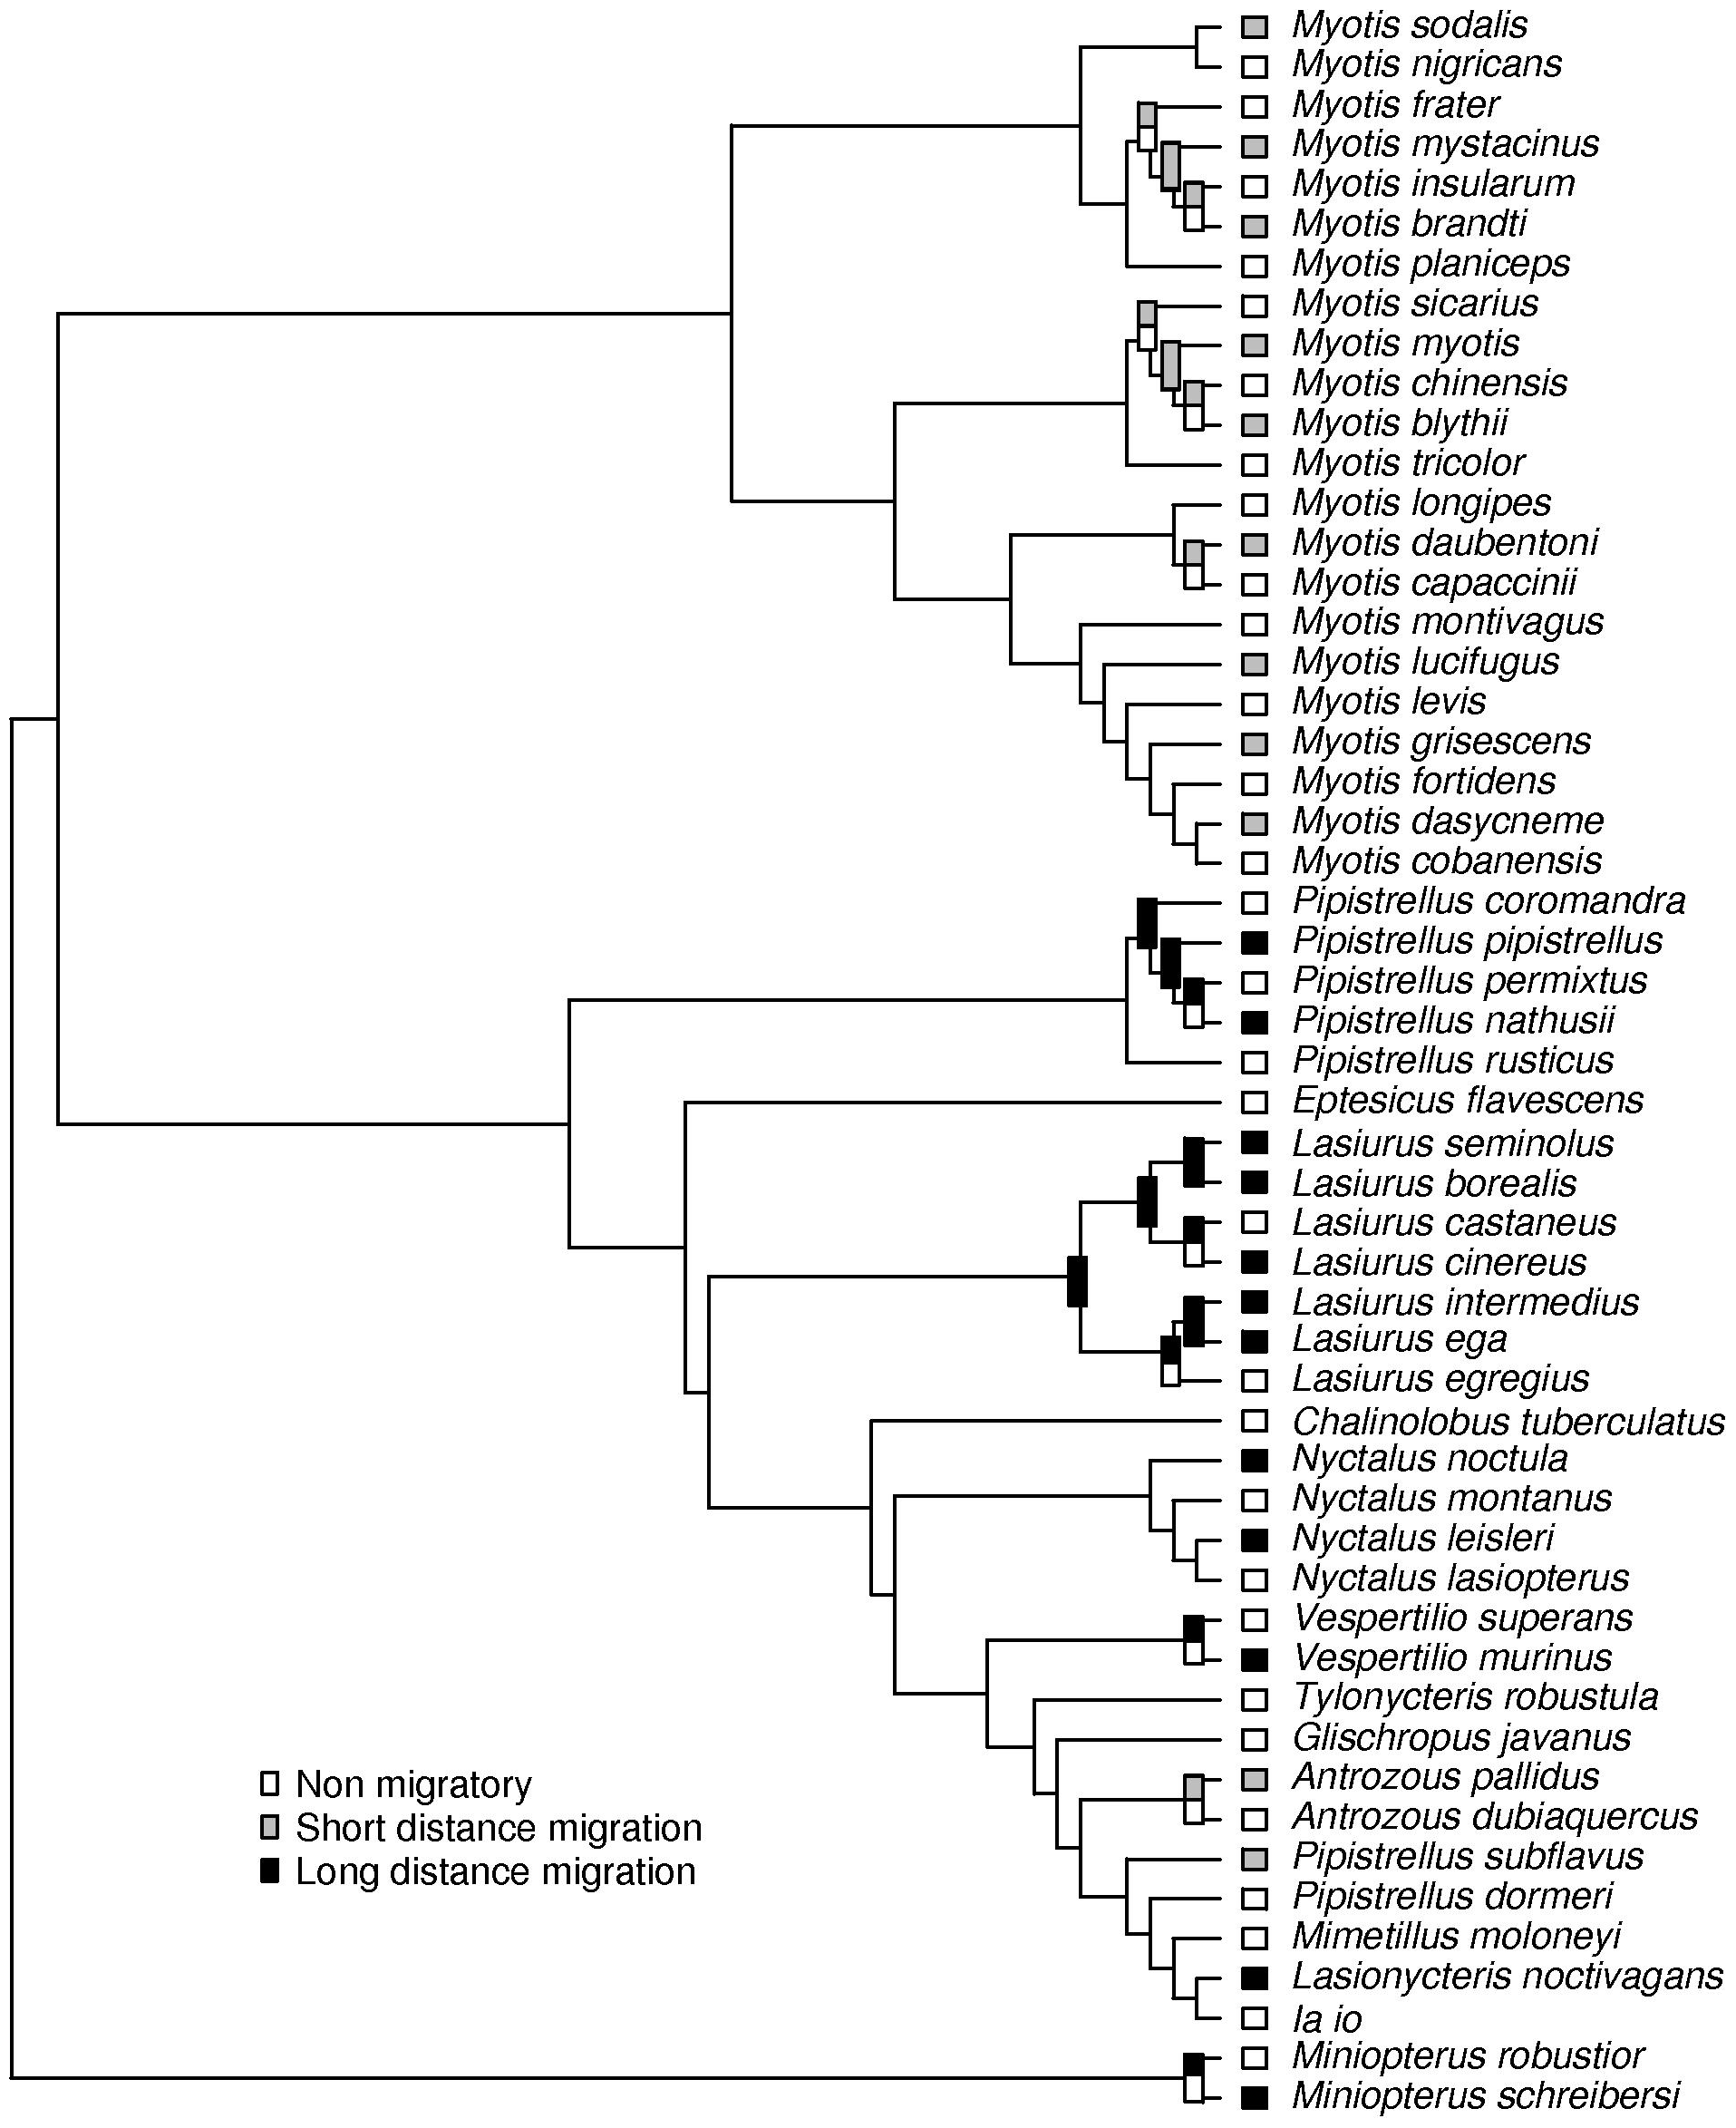 Myotis sodalis
Myotis nigricans
Myotis frater
Myotis mystacinus
Myotis insularum
Myotis brandti
Myotis planiceps
Myotis sicarius
Myotis myotis
Myotis chinensis
Myotis blythii
Myotis tricolor
Myotis longipes
Myotis daubentoni
Myotis capaccinii
Myotis montivagus
Myotis lucifugus
Myotis levis
Myotis grisescens
Myotis fortidens
Myotis dasycneme
Myotis cobanensis
Pipistrellus coromandra
Pipistrellus pipistrellus
Pipistrellus permixtus
Pipistrellus nathusii
Pipistrellus rusticus
Eptesicus flavescens
Lasiurus seminolus
Lasiurus borealis
Lasiurus castaneus
Lasiurus cinereus
Lasiurus intermedius
Lasiurus ega
Lasiurus egregius
Chalinolobus tuberculatus
Nyctalus noctula
Nyctalus montanus
Nyctalus leisleri
Nyctalus lasiopterus
Vespertilio superans
Vespertilio murinus
Tylonycteris robustula
Glischropus javanus
Antrozous pallidus
Antrozous dubiaquercus
Pipistrellus subflavus
Pipistrellus dormeri
Mimetillus moloneyi
Lasionycteris noctivagans
Ia io
Miniopterus robustior
Miniopterus schreibersi
Non migratory
Short distance migration
Long distance migration